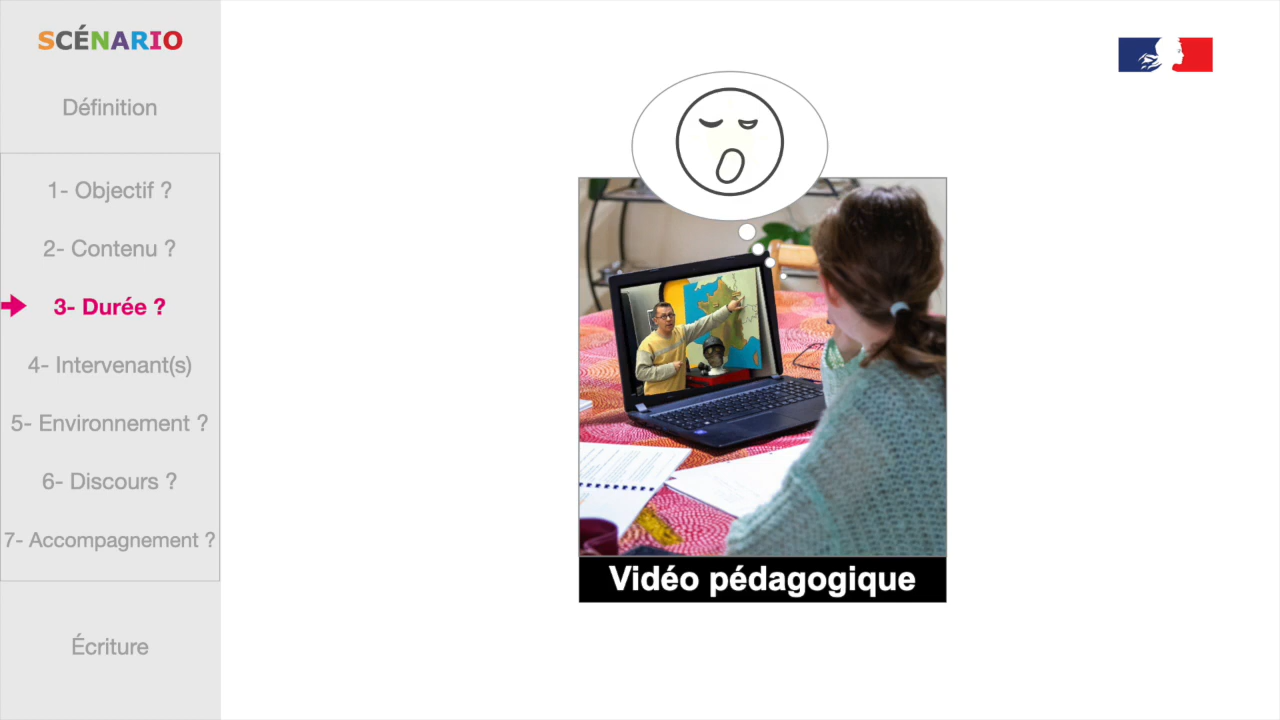 SCÉNARIO
Définition
1- Objectif ?
2- Contenu ?
3- Durée ?
4- Intervenant(s)
5- Environnement ?
6- Discours ?
7- Accompagnement ?
Écriture
Vidéo pédagogique